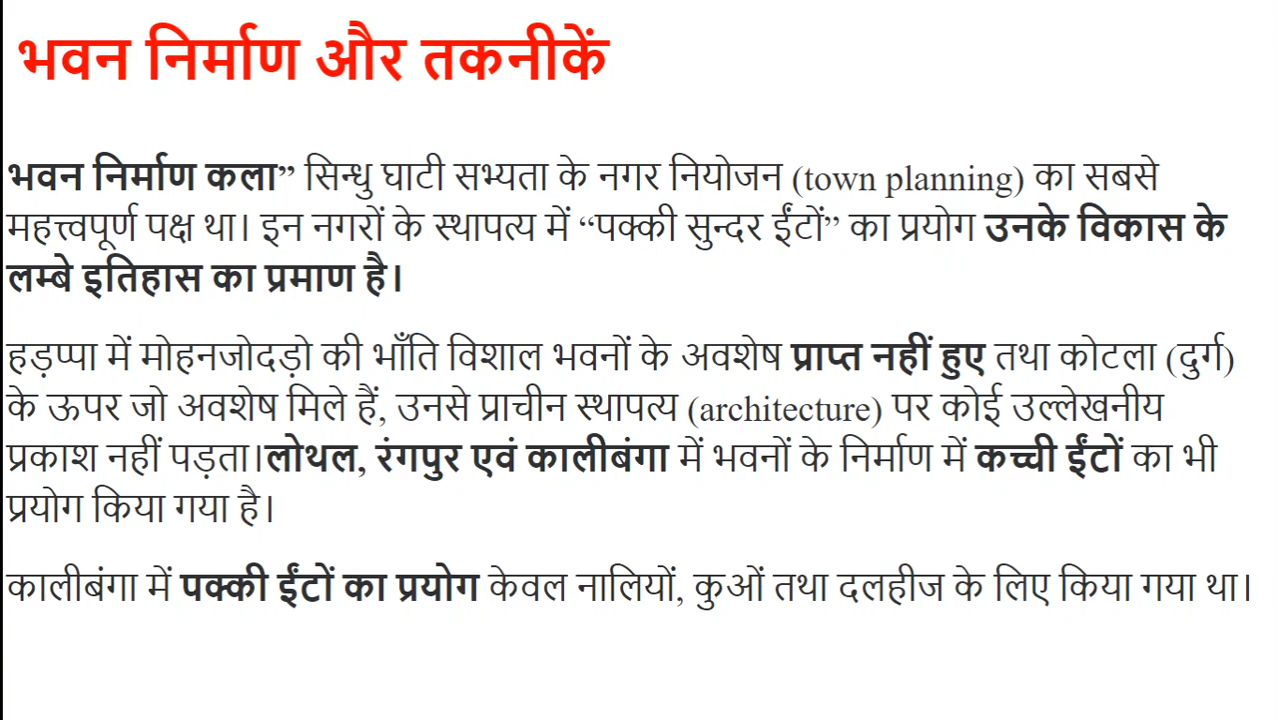 भवन निर्माण और तकनीकें
भवन निर्माण कला” सिन्धु घाटी सभ्यता के नगर नियोजन (town planning) का सबसे
महत्त्वपूर्ण पक्ष था। इन नगरों के स्थापत्य में “पक्की सुन्दर ईंटों” का प्रयोग उनके विकास के
लम्बे इतिहास का प्रमाण है।
हड़प्पा में मोहनजोदड़ो की भाँति विशाल भवनों के अवशेष प्राप्त नहीं हुए तथा कोटला (दुर्ग)
के ऊपर जो अवशेष मिले हैं, उनसे प्राचीन स्थापत्य (architecture) पर कोई उल्लेखनीय
प्रकाश नहीं पड़ता।लोथल, रंगपुर एवं कालीबंगा में भवनों के निर्माण में कच्ची ईंटों का भी
प्रयोग किया गया है।
कालीबंगा में पक्की ईंटों का प्रयोग केवल नालियों, कुओं तथा दलहीज के लिए किया गया था।